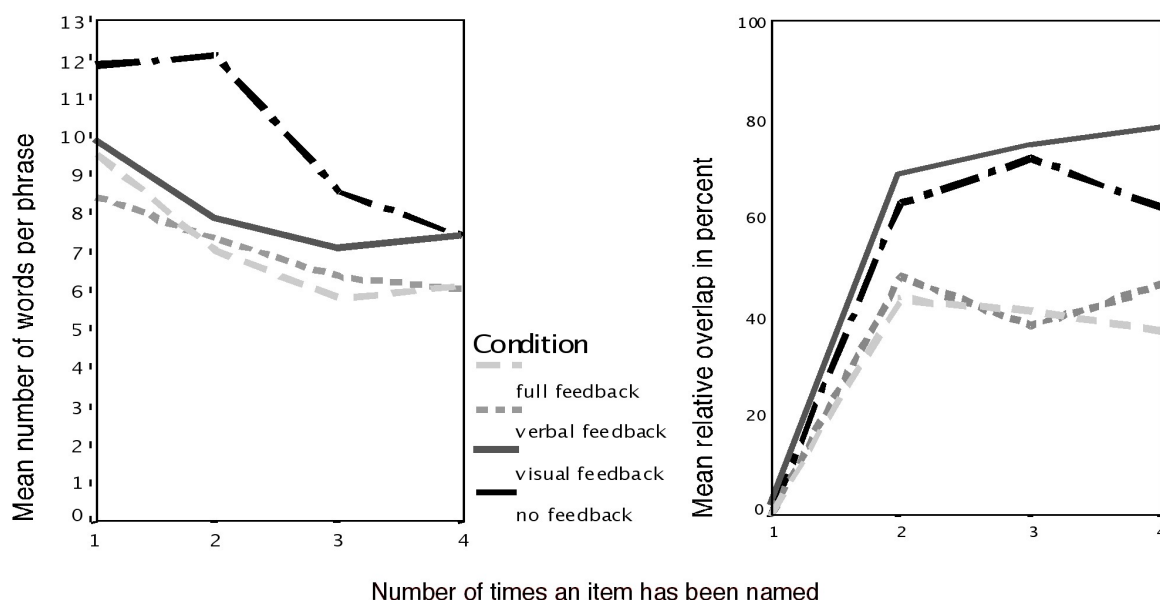 13
12
11
10
9
8
7
6
5
4
3
2
1
0
1 2 3 4
Mean number of words per phrase
Condition
full feedback
verbal feedback
visual feedback
no feedback
100
80
60
40
20
0
1 2 3 4
Mean relative overlap in percent
Number of times an item has been named